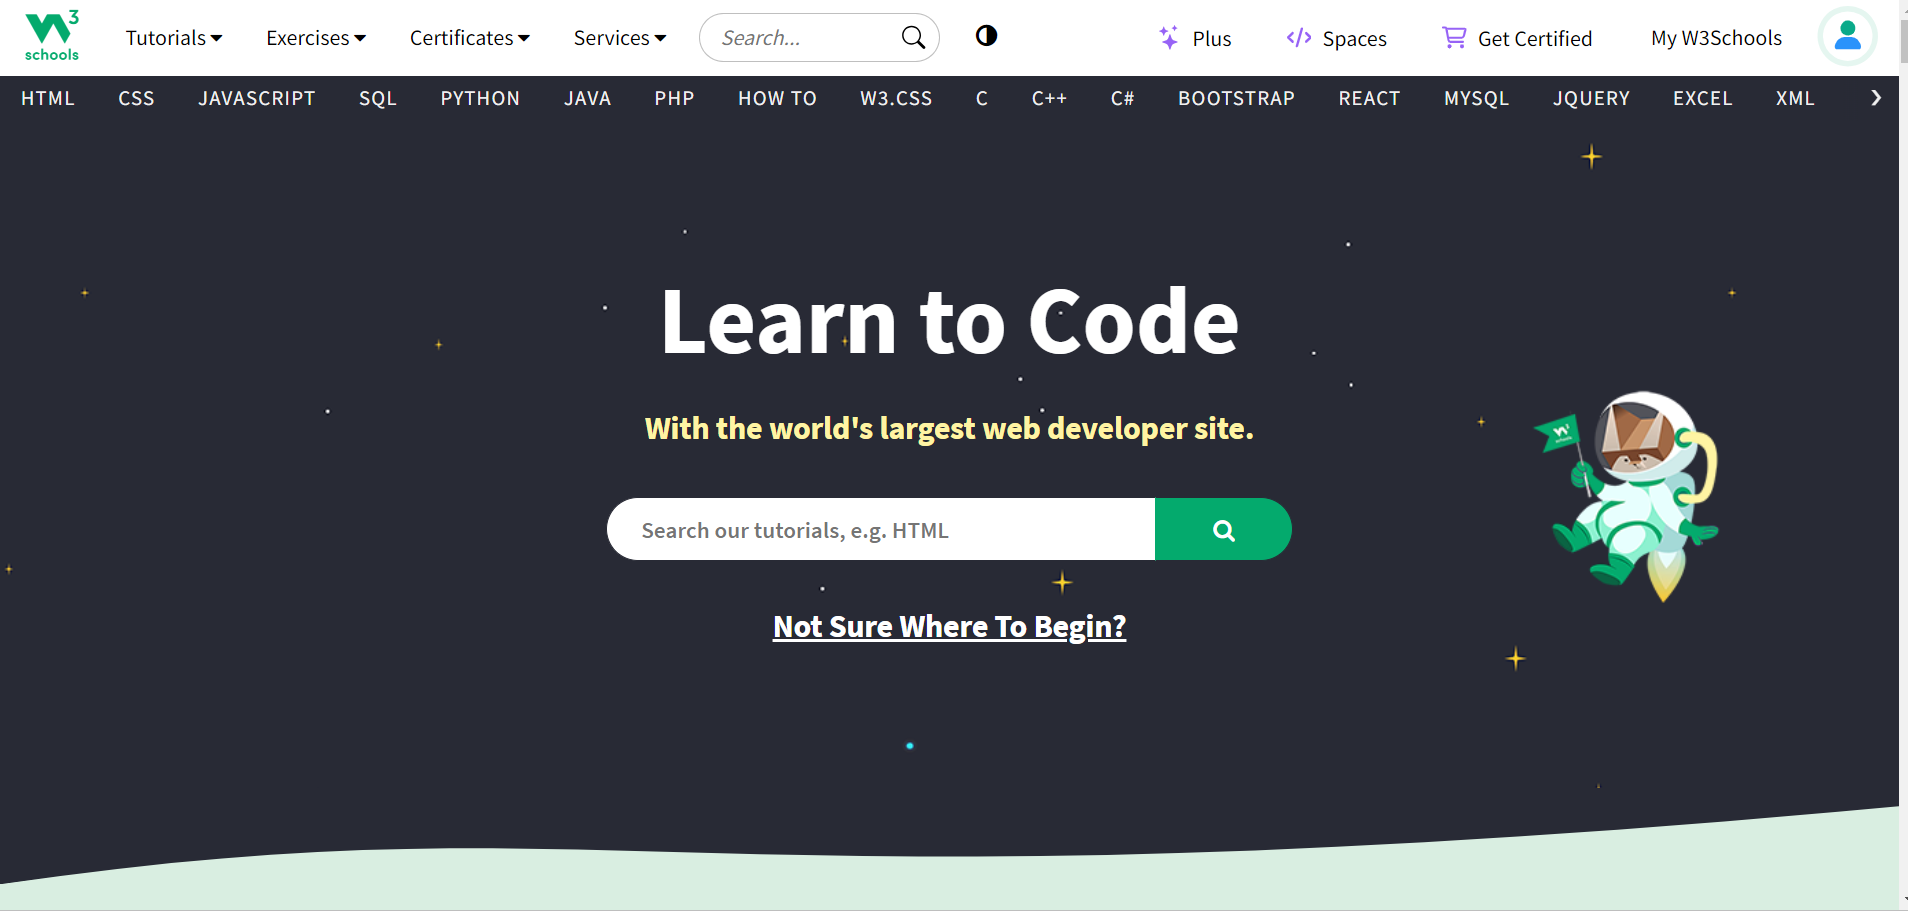 3
schools
Tutorials Exercises Certificates Services Search... Plus Spaces Get Certified My W3Schools
HTML CSS JAVASCRIPT SQL PYTHON JAVA PHP HOW TO W3.CSS C C++ C# BOOTSTRAP REACT MYSQL JQUERY EXCEL XML
Learn to Code
With the world's largest web developer site.
Search our tutorials, e.g. HTML
Not Sure Where To Begin?